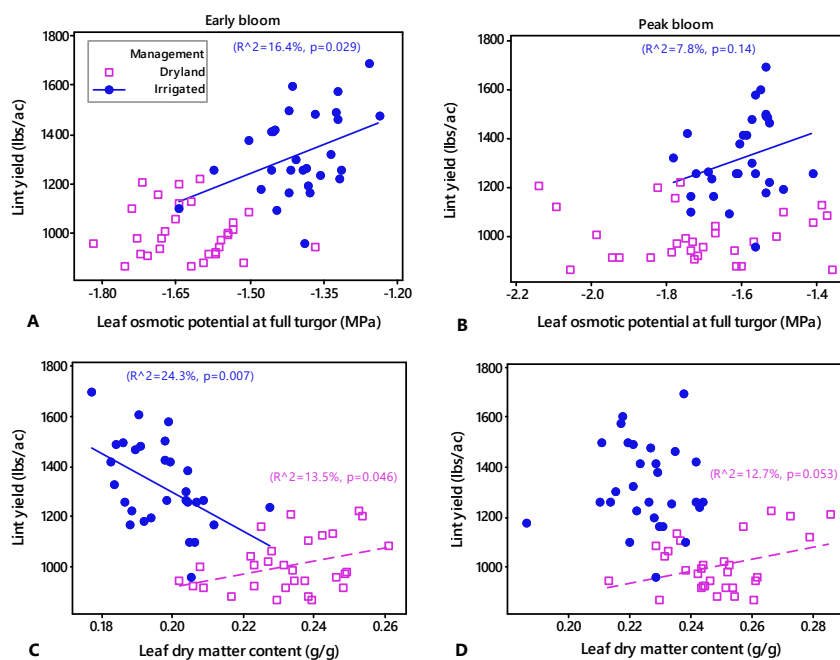 Early bloom
(R^2=16.4%, p=0.029)
Management
Dryland
Irrigated
1800
1600
1400
1200
1000
Lint yield (lbs/ac)
-1.80
-1.65
-1.50
-1.35
-1.20
A
Leaf osmotic potential at full turgor (MPa)
Peak bloom
(R^2=7.8%, p=0.14)
1800
1600
1400
1200
1000
Lint yield (lbs/ac)
-2.2
-2.0
-1.8
-1.6
-1.4
B
Leaf osmotic potential at full turgor (MPa)
(R^2=24.3%, p=0.007)
(R^2=13.5%, p=0.046)
1800
1600
1400
1200
1000
Lint yield (lbs/ac)
0.18
0.20
0.22
0.24
0.26
C
Leaf dry matter content (g/g)
(R^2=12.7%, p=0.053)
1800
1600
1400
1200
1000
Lint yield (lbs/ac)
0.20
0.22
0.24
0.26
0.28
D
Leaf dry matter content (g/g)